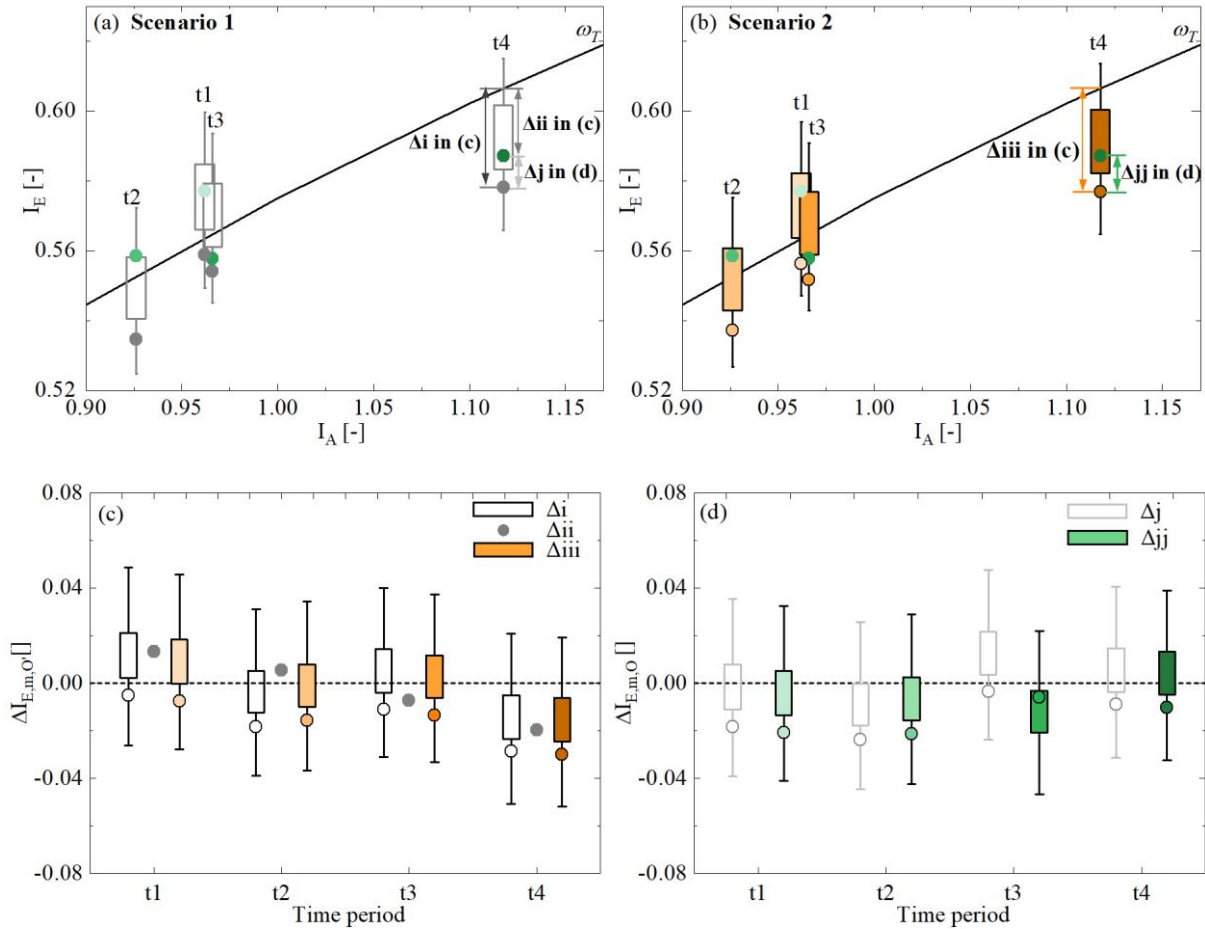 (a) Scenario 1
ω_T
t4
t1
t3
t2
Δi in (c)
Δii in (c)
Δj in (d)
I_E [-]
0.60
0.56
0.52
0.90 0.95 1.00 1.05 1.10 1.15
I_A [-]
(b) Scenario 2
ω_T
t4
t1
t3
t2
Δiii in (c)
Δjj in (d)
I_E [-]
0.60
0.56
0.52
0.90 0.95 1.00 1.05 1.10 1.15
I_A [-]
(c)
Δi
Δii
Δiii
ΔI_E,m,O' []
0.08
0.04
0.00
-0.04
-0.08
t1 t2 t3 t4
Time period
(d)
Δj
Δjj
ΔI_E,m,O []
0.08
0.04
0.00
-0.04
-0.08
t1 t2 t3 t4
Time period